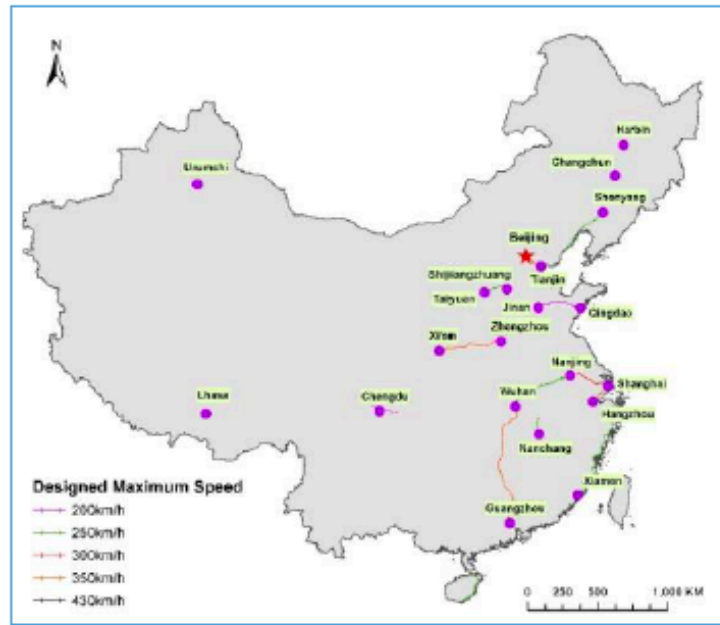 N
Harbin
Changchun
Urumchi
Shenyang
Beijing
Tianjin
Shijiangzhuang
Taiyuan
Jinan
Qingdao
Zhengzhou
Xi'an
Nanjing
Shanghai
Wuhan
Hangzhou
Lhasa
Chengdu
Nanchang
Xiamen
Guangzhou
Designed Maximum Speed
200km/h
250km/h
300km/h
350km/h
430km/h
0 250 500 1,000 KM